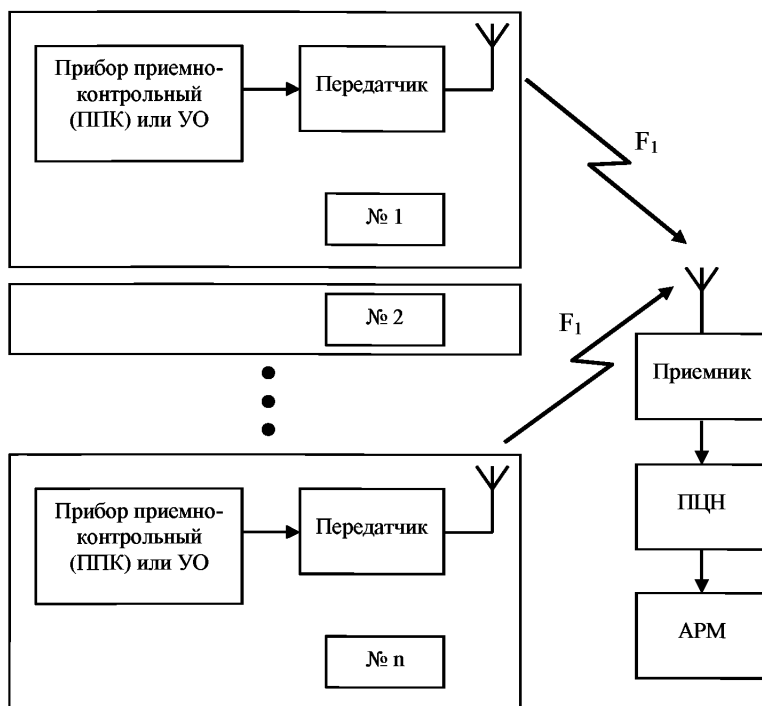 Прибор приемно-
контрольный
(ППК) или УО
Передатчик
№ 1
F₁
№ 2
F₁
Приемник
Прибор приемно-
контрольный
(ППК) или УО
Передатчик
ПЦН
АРМ
№ n